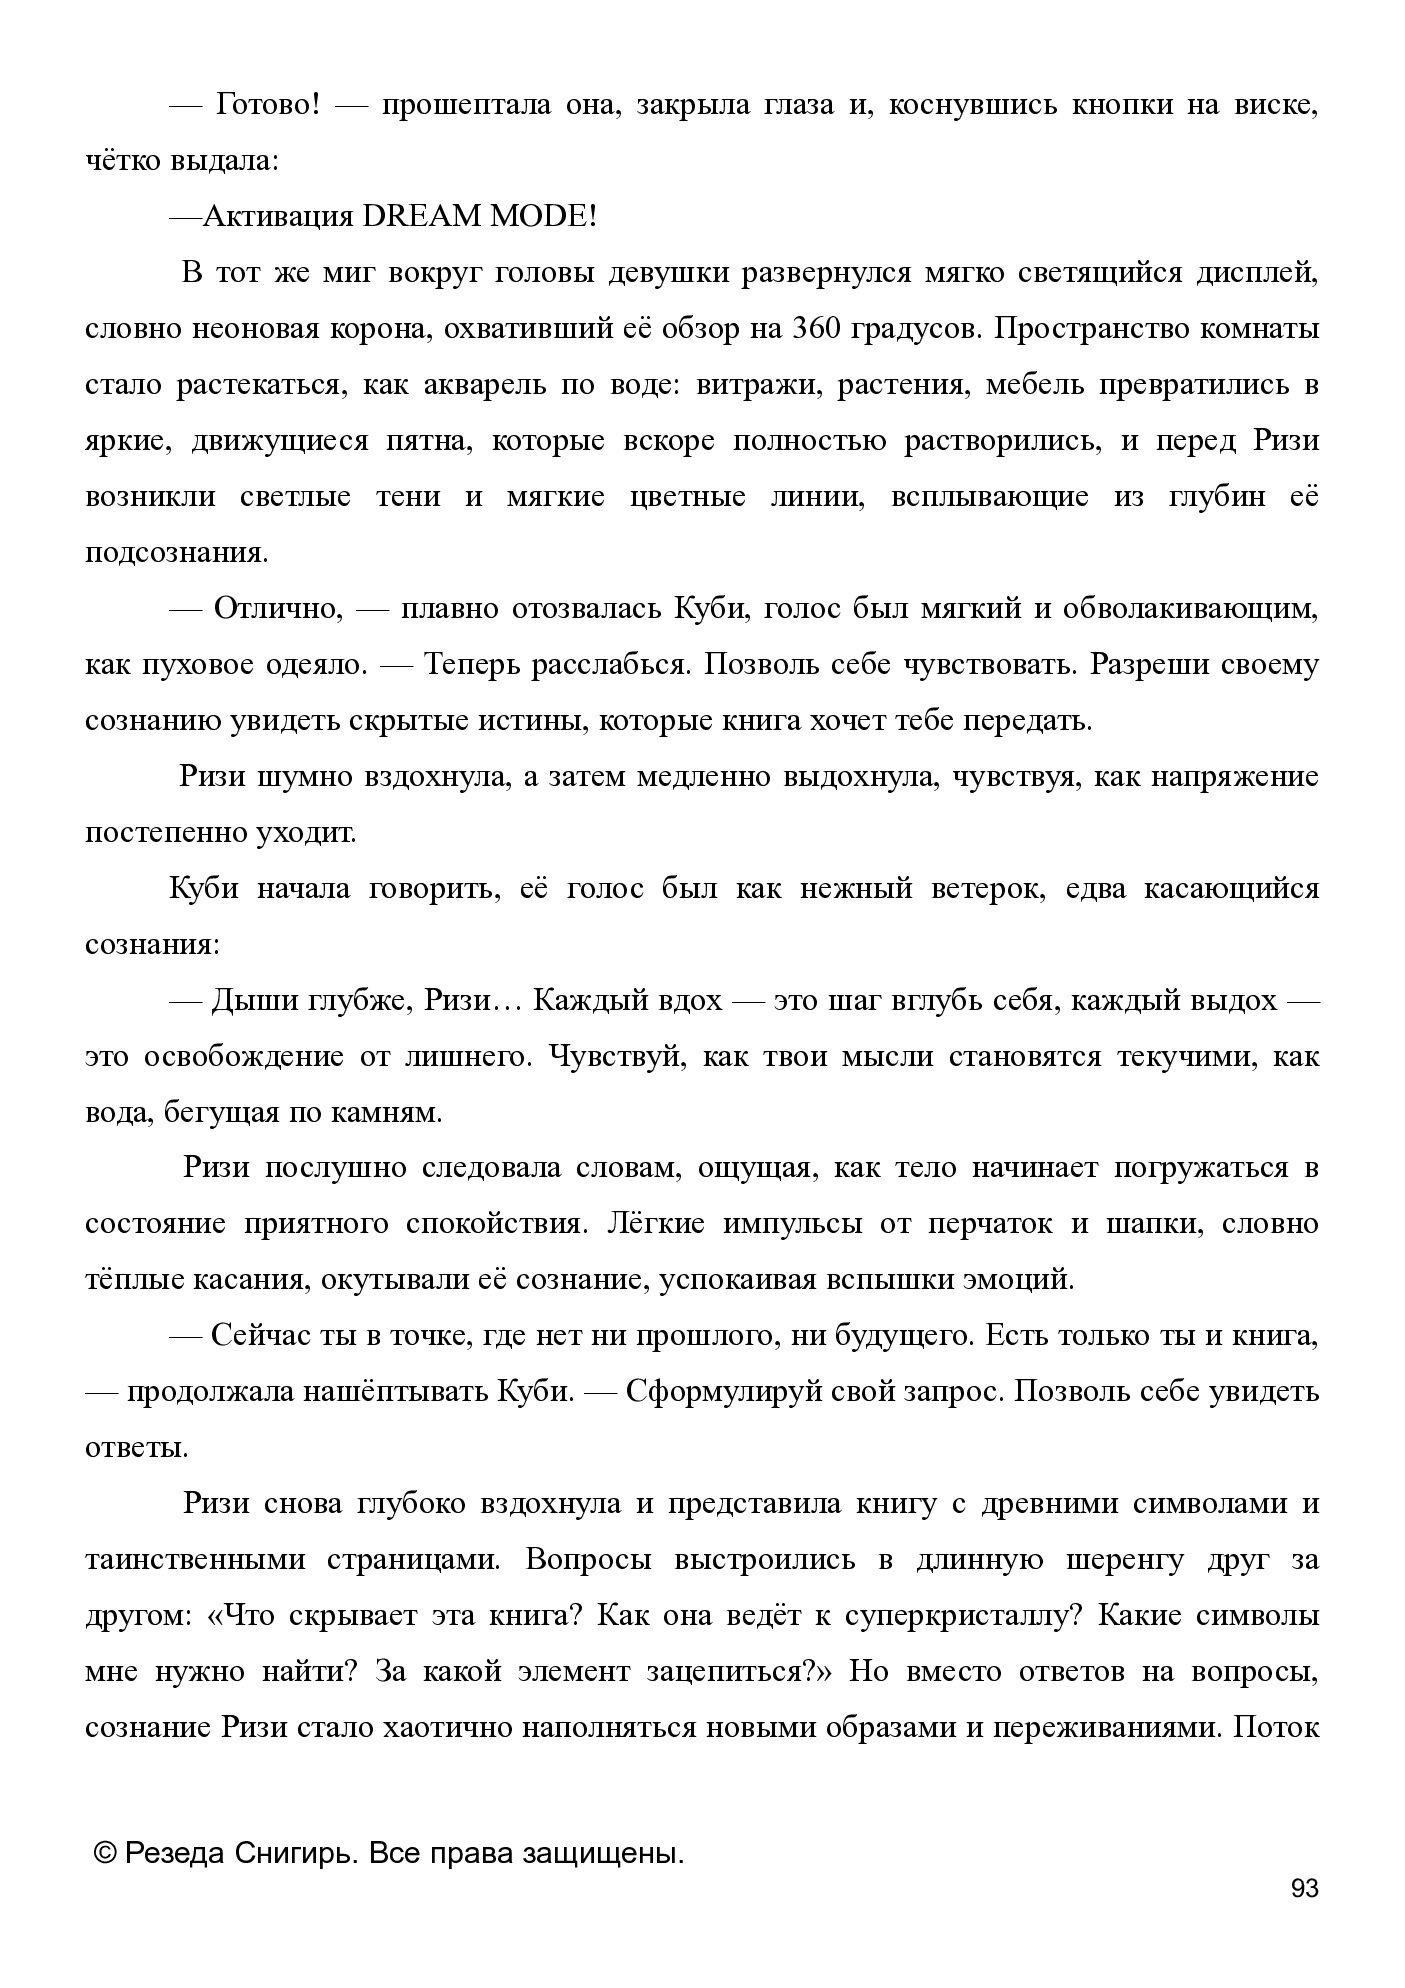 — Готово! — прошептала она, закрыла глаза и, коснувшись кнопки на виске,
чётко выдала:
—Активация DREAM MODE!
В тот же миг вокруг головы девушки развернулся мягко светящийся дисплей,
словно неоновая корона, охвативший её обзор на 360 градусов. Пространство комнаты
стало растекаться, как акварель по воде: витражи, растения, мебель превратились в
яркие, движущиеся пятна, которые вскоре полностью растворились, и перед Ризи
возникли светлые тени и мягкие цветные линии, всплывающие из глубин её
подсознания.
— Отлично, — плавно отозвалась Куби, голос был мягкий и обволакивающим,
как пуховое одеяло. — Теперь расслабься. Позволь себе чувствовать. Разреши своему
сознанию увидеть скрытые истины, которые книга хочет тебе передать.
Ризи шумно вздохнула, а затем медленно выдохнула, чувствуя, как напряжение
постепенно уходит.
Куби начала говорить, её голос был как нежный ветерок, едва касающийся
сознания:
— Дыши глубже, Ризи… Каждый вдох — это шаг вглубь себя, каждый выдох —
это освобождение от лишнего. Чувствуй, как твои мысли становятся текучими, как
вода, бегущая по камням.
Ризи послушно следовала словам, ощущая, как тело начинает погружаться в
состояние приятного спокойствия. Лёгкие импульсы от перчаток и шапки, словно
тёплые касания, окутывали её сознание, успокаивая вспышки эмоций.
— Сейчас ты в точке, где нет ни прошлого, ни будущего. Есть только ты и книга,
— продолжала нашёптывать Куби. — Сформулируй свой запрос. Позволь себе увидеть
ответы.
Ризи снова глубоко вздохнула и представила книгу с древними символами и
таинственными страницами. Вопросы выстроились в длинную шеренгу друг за
другом: «Что скрывает эта книга? Как она ведёт к суперкристаллу? Какие символы
мне нужно найти? За какой элемент зацепиться?» Но вместо ответов на вопросы,
сознание Ризи стало хаотично наполняться новыми образами и переживаниями. Поток
© Резеда Снигирь. Все права защищены.
93